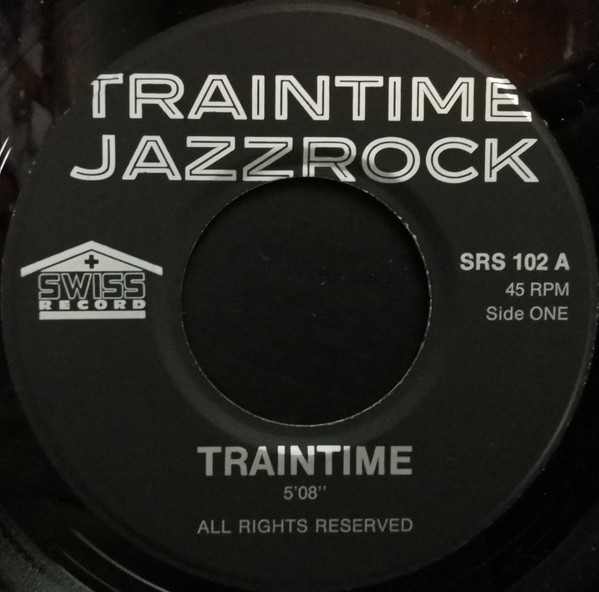 TRAINTIME
JAZZROCK
SWISS
RECORD
SRS 102 A
45 RPM
Side ONE
TRAINTIME
5'08"
ALL RIGHTS RESERVED